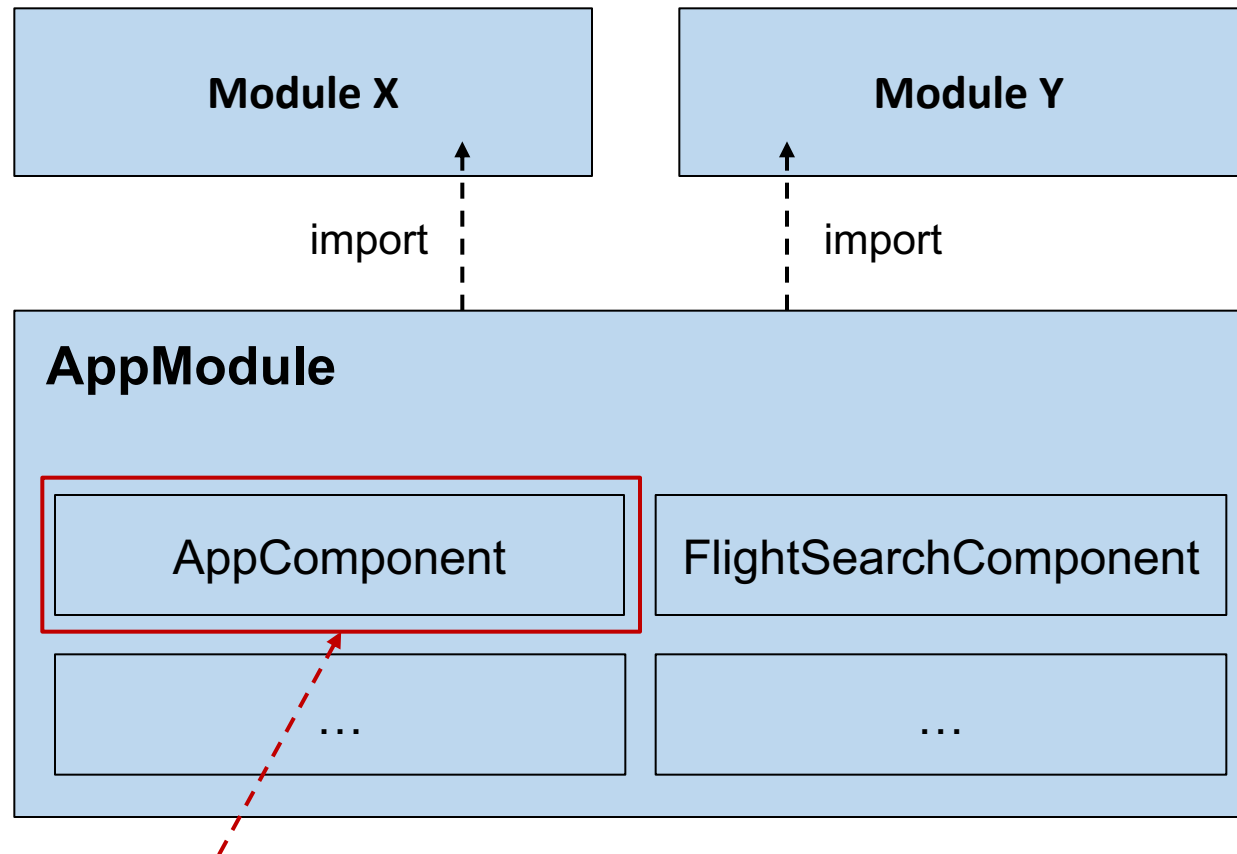 Module X
Module Y
import
import
AppModule
AppComponent
FlightSearchComponent
…
…